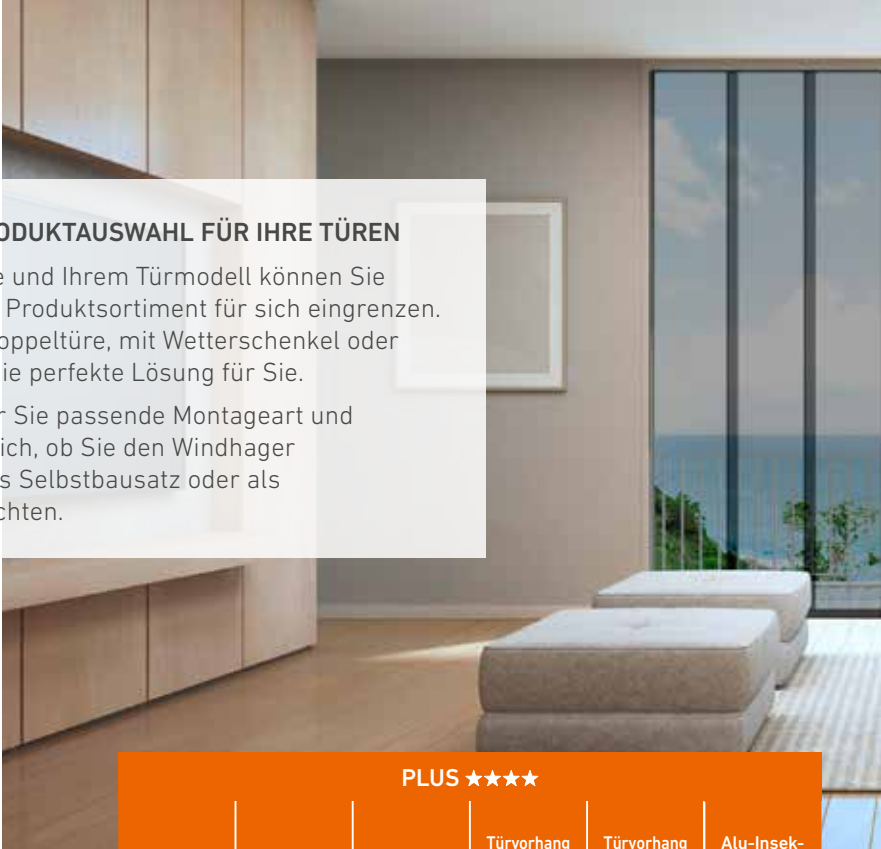 ODUKTAUSWAHL FÜR IHRE TÜREN
e und Ihrem Türmodell können Sie
Produktsortiment für sich eingrenzen.
oppeltüre, mit Wetterschenkel oder
ie perfekte Lösung für Sie.
r Sie passende Montageart und
ich, ob Sie den Windhager
s Selbstbausatz oder als
chten.
PLUS ★★★★
Türvorhang Türvorhang Alu-Insek-